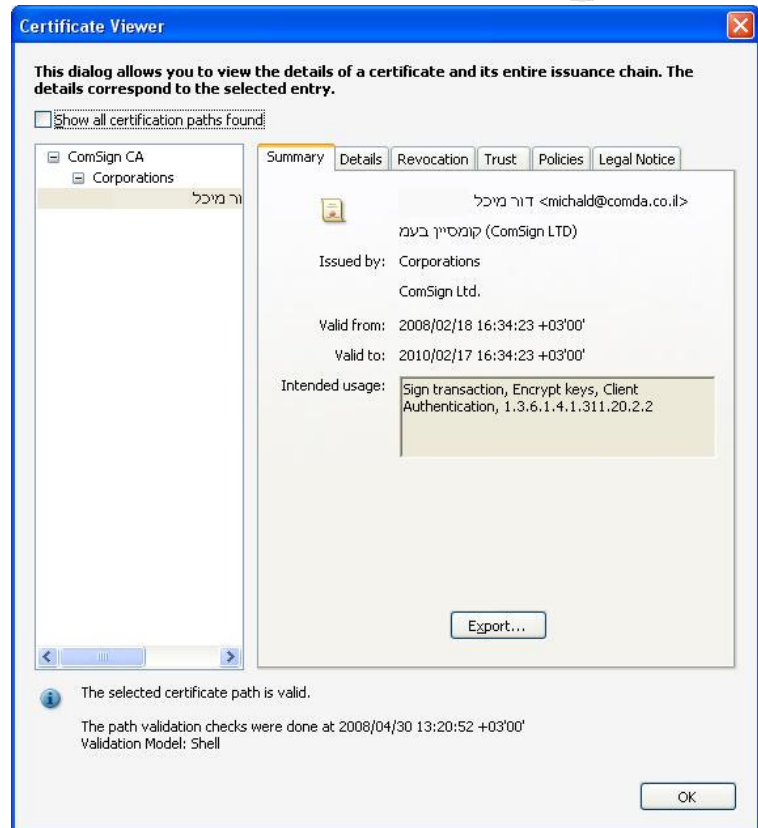 Certificate Viewer
This dialog allows you to view the details of a certificate and its entire issuance chain. The
details correspond to the selected entry.
Show all certification paths found
ComSign CA
Corporations
ור מיכל
Summary Details Revocation Trust Policies Legal Notice
דור מיכל <michald@comda.co.il>
קומסיין בעמ (ComSign LTD)
Issued by: Corporations
ComSign Ltd.
Valid from: 2008/02/18 16:34:23 +03'00'
Valid to: 2010/02/17 16:34:23 +03'00'
Intended usage: Sign transaction, Encrypt keys, Client
Authentication, 1.3.6.1.4.1.311.20.2.2
Export...
The selected certificate path is valid.
The path validation checks were done at 2008/04/30 13:20:52 +03'00'
Validation Model: Shell
OK